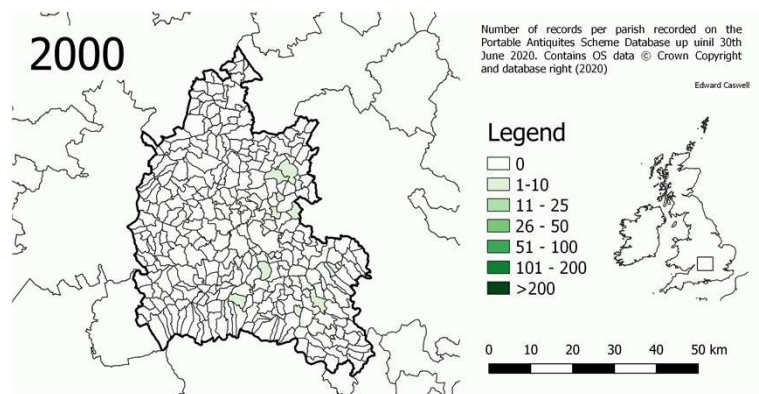 2000
Number of records per parish recorded on the
Portable Antiquites Scheme Database up uinil 30th
June 2020. Contains OS data © Crown Copyright
and database right (2020)
Edward Caswell
Legend
0
1-10
11 - 25
26 - 50
51 - 100
101 - 200
>200
0 10 20 30 40 50 km